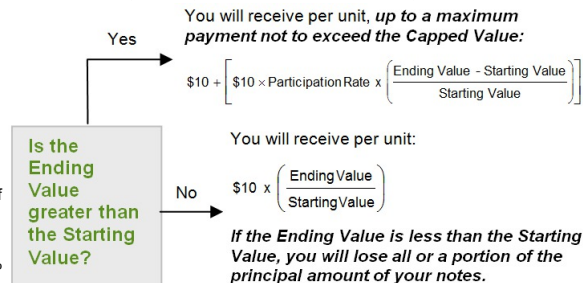 You will receive per unit, up to a maximum
payment not to exceed the Capped Value:
Yes
$10 + [ $10 × Participation Rate x ( Ending Value - Starting Value / Starting Value ) ]
Is the
Ending
Value
greater than
the Starting
Value?
No
You will receive per unit:
$10 x ( Ending Value / Starting Value )
If the Ending Value is less than the Starting
Value, you will lose all or a portion of the
principal amount of your notes.